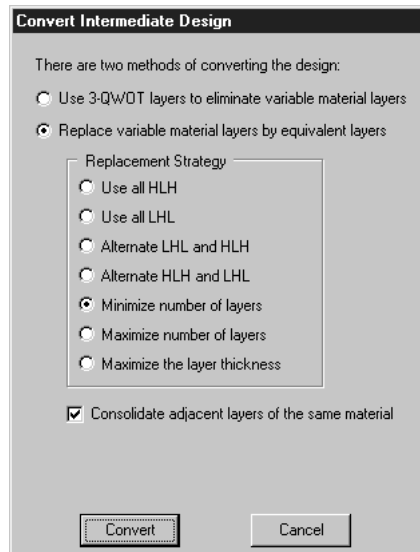 Convert Intermediate Design
There are two methods of converting the design:
Use 3-QWOT layers to eliminate variable material layers
Replace variable material layers by equivalent layers
Replacement Strategy
Use all HLH
Use all LHL
Alternate LHL and HLH
Alternate HLH and LHL
Minimize number of layers
Maximize number of layers
Maximize the layer thickness
Consolidate adjacent layers of the same material
Convert
Cancel